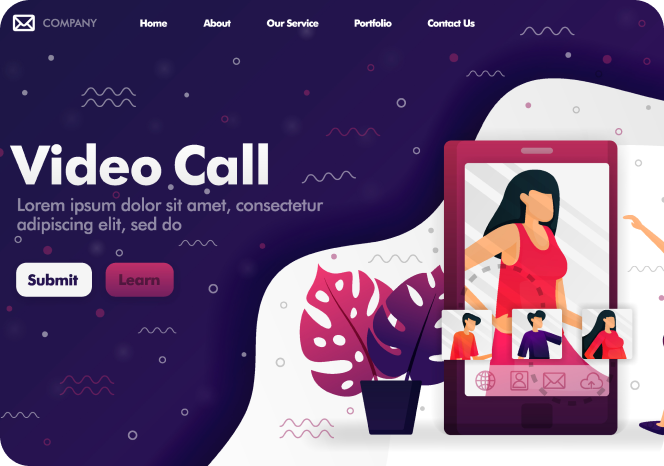 COMPANY
Home
About
Our Service
Portfolio
Contact Us
Video Call
Lorem ipsum dolor sit amet, consectetur
adipiscing elit, sed do
Submit
Learn